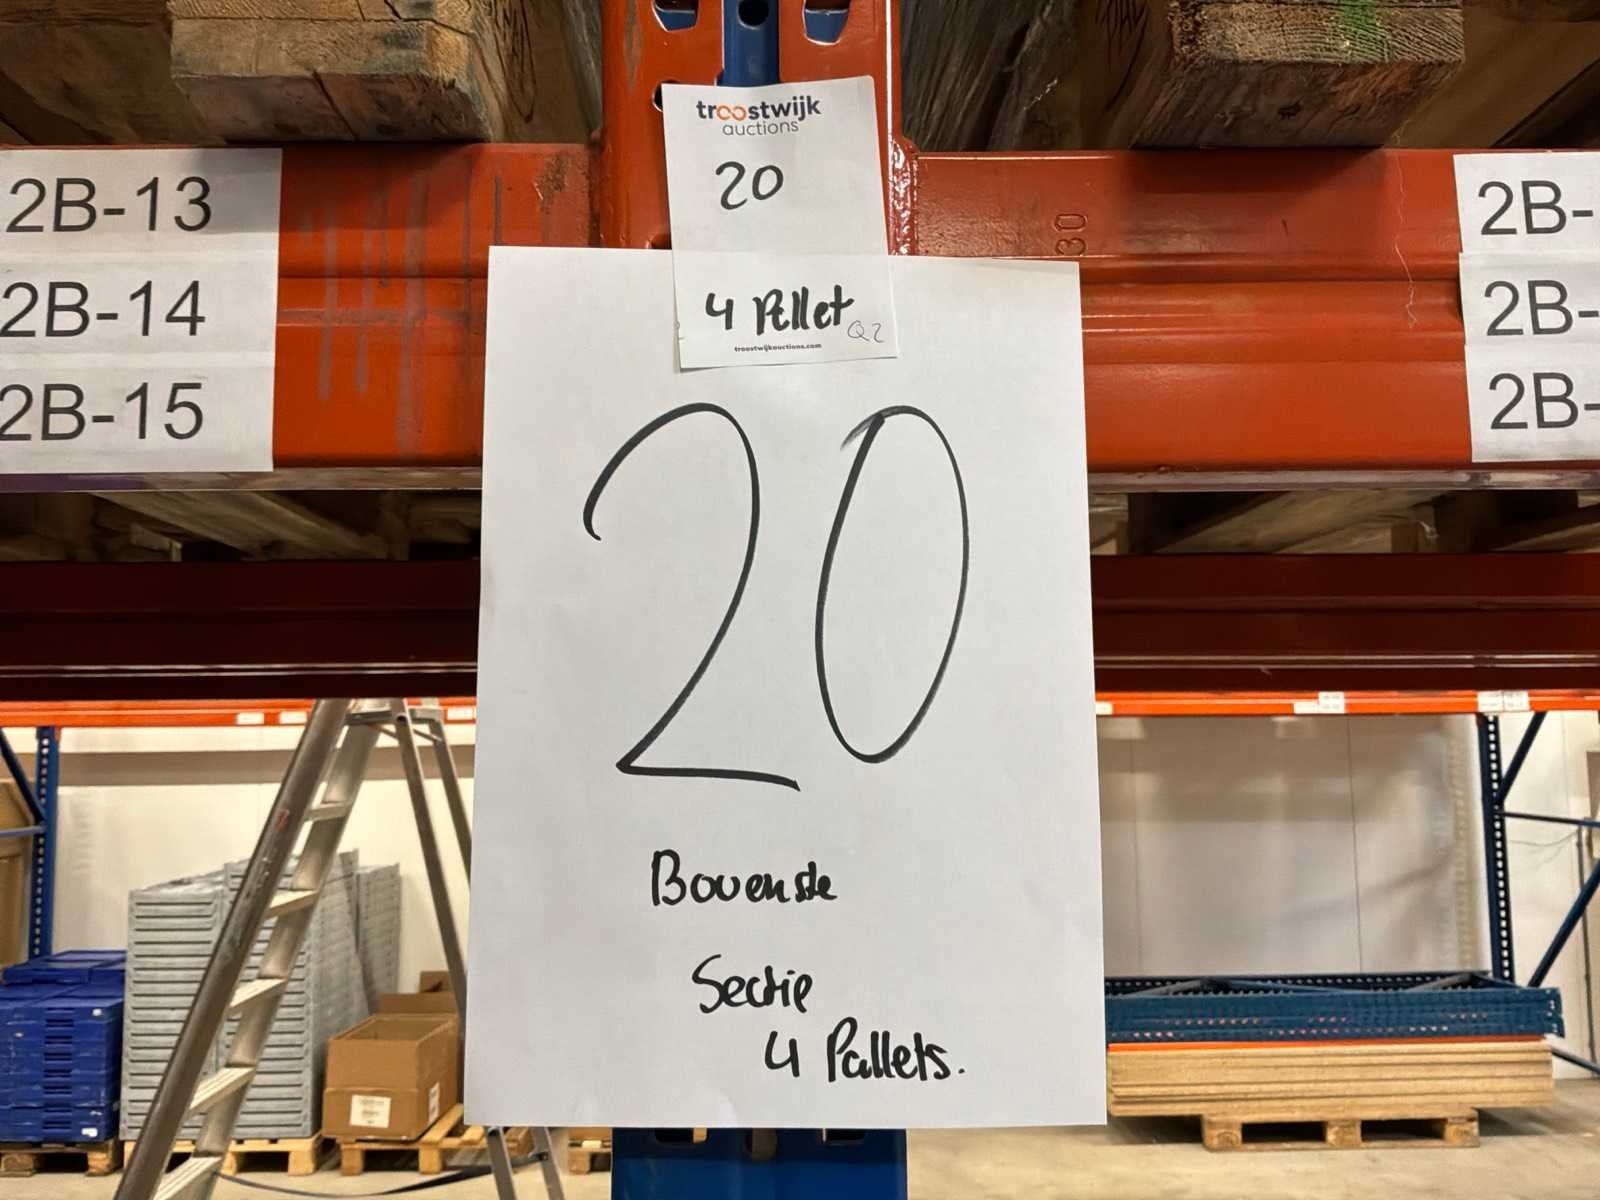 troostwijk
auctions
20
4 Pallet
Q2
troostwijkauctions.com
2B-13
2B-14
2B-15
30
2B-
2B-
2B-
20
Bovenste
Sectie
4 Pallets.